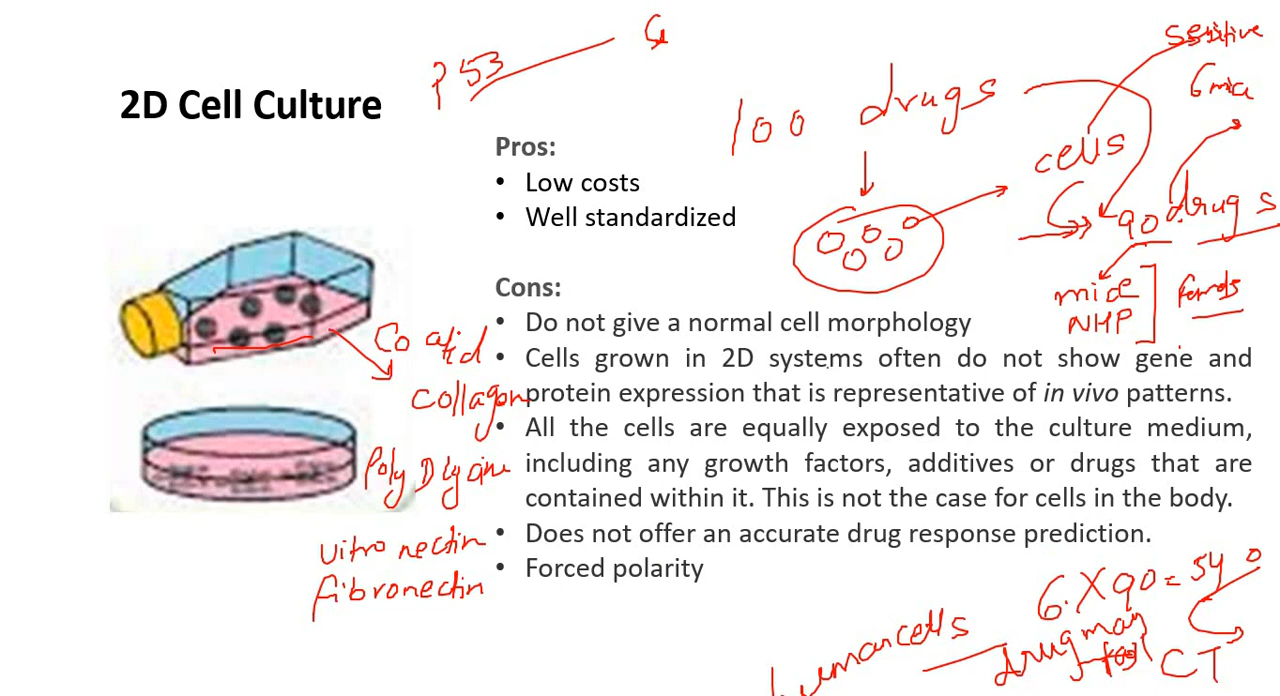 P53
100 drugs
sensitive
6 mice
2D Cell Culture
Pros:
cells
• Low costs
• Well standardized
90 drugs
Cons:
mice
NHP
• Do not give a normal cell morphology
Coated
• Cells grown in 2D systems often do not show gene and
protein expression that is representative of in vivo patterns.
collagen
• All the cells are equally exposed to the culture medium,
including any growth factors, additives or drugs that are
contained within it. This is not the case for cells in the body.
Poly D lysine
• Does not offer an accurate drug response prediction.
Vitronectin
• Forced polarity
Fibronectin
6 X 90 = 540
human cells
drug may
fail
CT